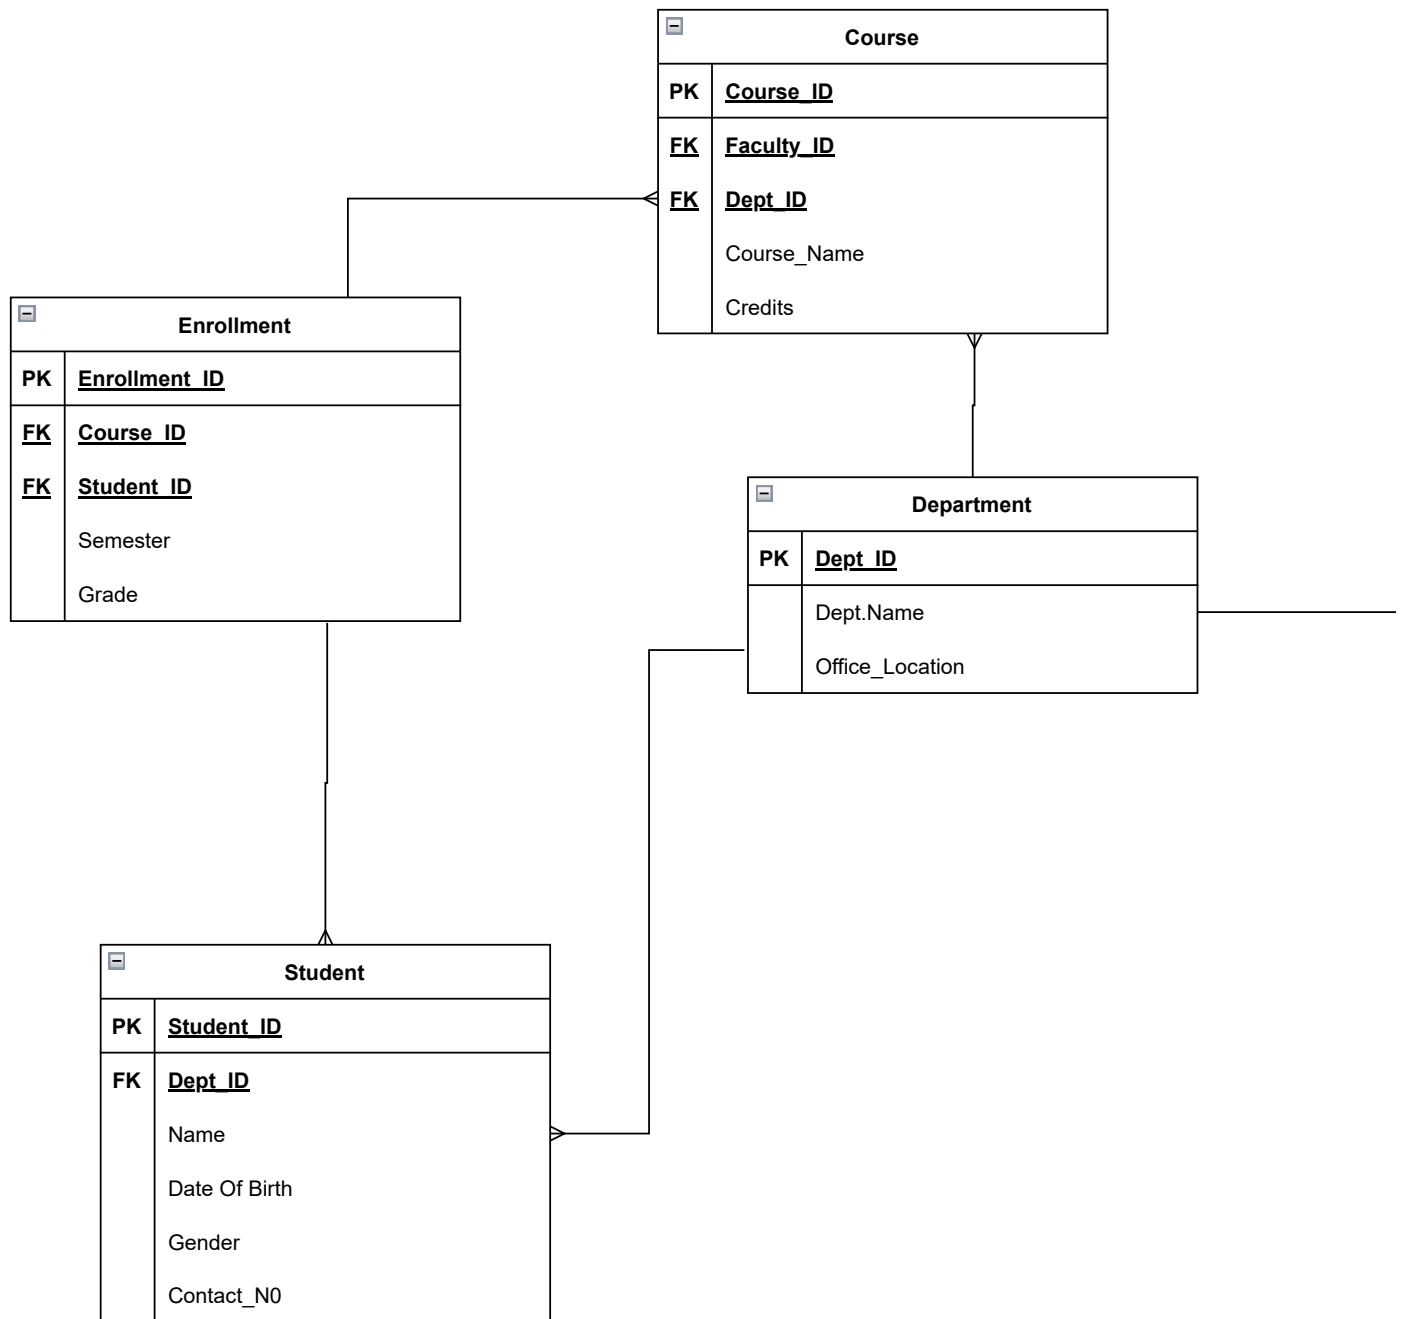 Course
PK Course_ID
FK Faculty_ID
FK Dept_ID
Course_Name
Credits
Enrollment
PK Enrollment_ID
FK Course_ID
FK Student_ID
Semester
Grade
Department
PK Dept_ID
Dept.Name
Office_Location
Student
PK Student_ID
FK Dept_ID
Name
Date Of Birth
Gender
Contact_N0